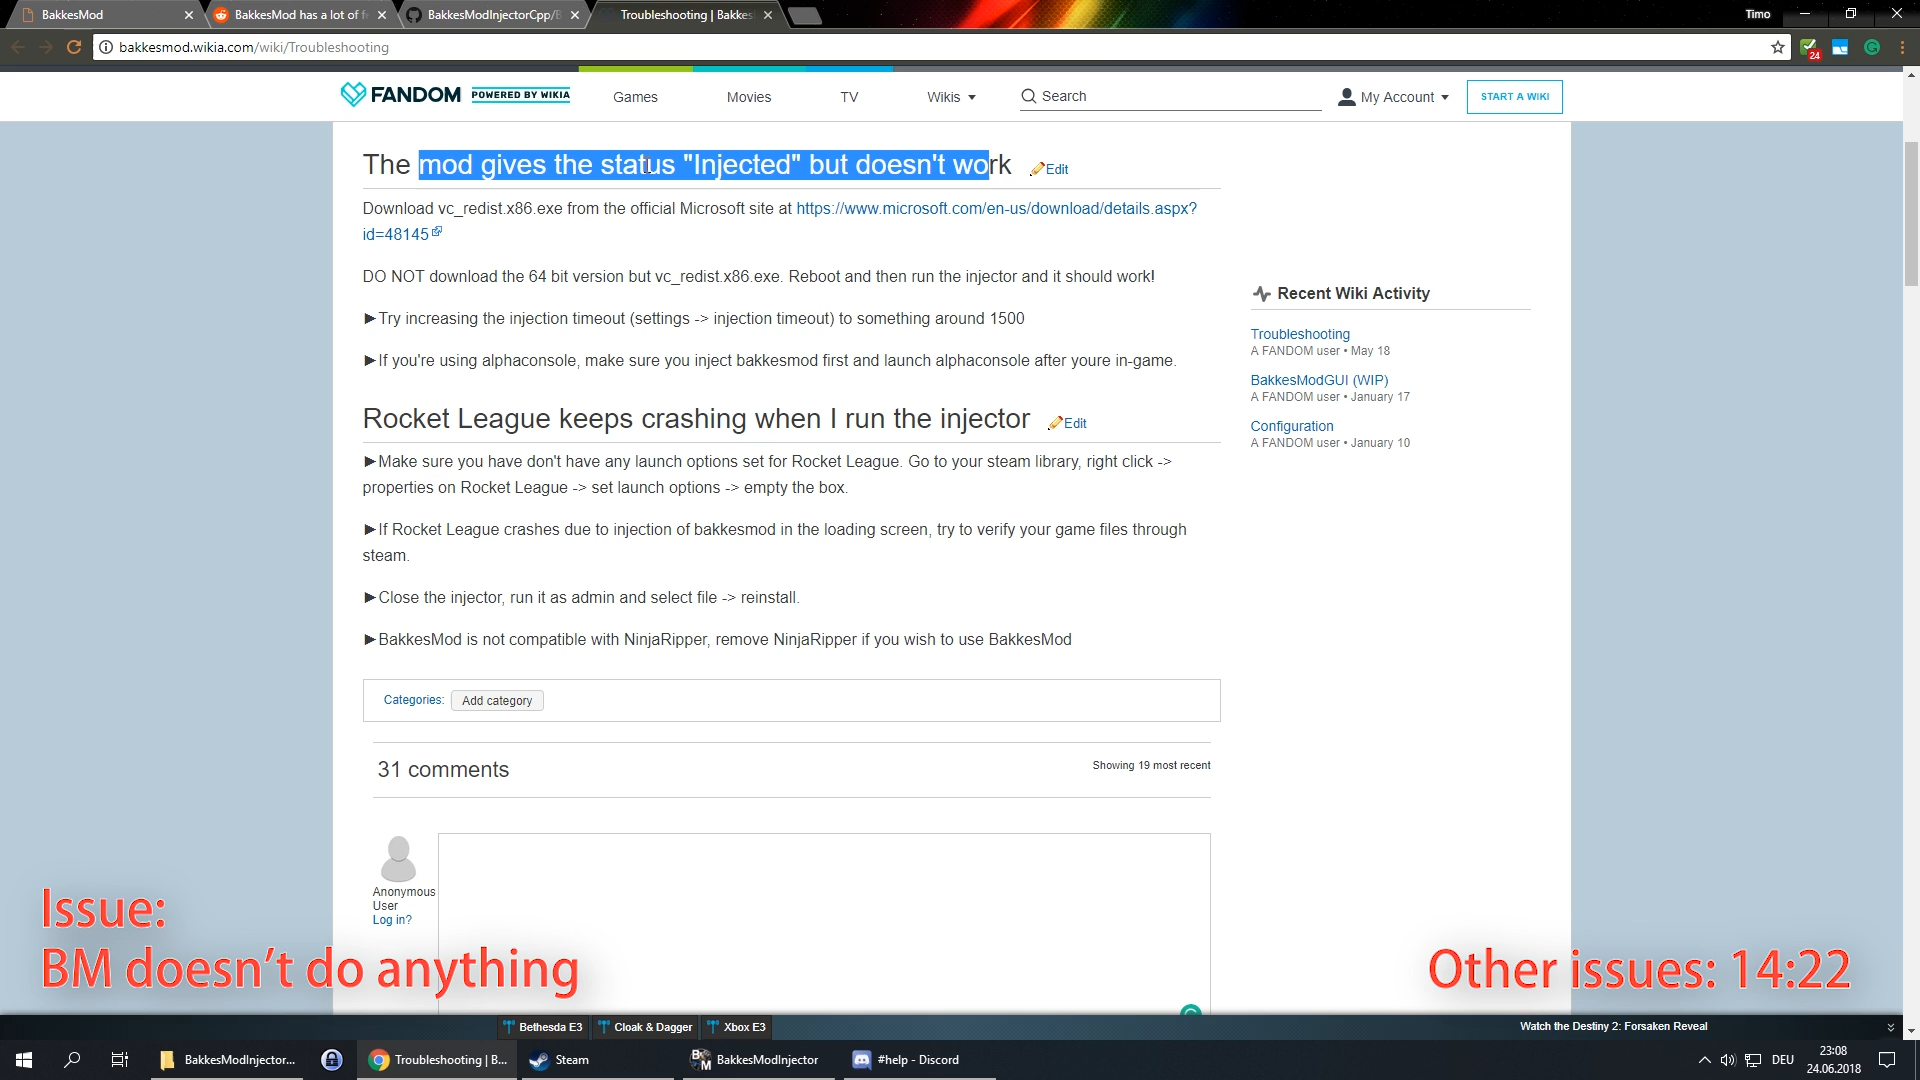 BakkesMod
BakkesMod has a lot of f
BakkesModInjectorCpp/B
Troubleshooting | Bakkes
Timo
bakkesmod.wikia.com/wiki/Troubleshooting
24
FANDOM
POWERED BY WIKIA
Games
Movies
TV
Wikis
Search
My Account
START A WIKI
The mod gives the status "Injected" but doesn't work
Edit
Download vc_redist.x86.exe from the official Microsoft site at https://www.microsoft.com/en-us/download/details.aspx?
id=48145
DO NOT download the 64 bit version but vc_redist.x86.exe. Reboot and then run the injector and it should work!
►Try increasing the injection timeout (settings -> injection timeout) to something around 1500
►If you're using alphaconsole, make sure you inject bakkesmod first and launch alphaconsole after youre in-game.
Rocket League keeps crashing when I run the injector
Edit
►Make sure you have don't have any launch options set for Rocket League. Go to your steam library, right click ->
properties on Rocket League -> set launch options -> empty the box.
►If Rocket League crashes due to injection of bakkesmod in the loading screen, try to verify your game files through
steam.
►Close the injector, run it as admin and select file -> reinstall.
►BakkesMod is not compatible with NinjaRipper, remove NinjaRipper if you wish to use BakkesMod
Recent Wiki Activity
Troubleshooting
A FANDOM user • May 18
BakkesModGUI (WIP)
A FANDOM user • January 17
Configuration
A FANDOM user • January 10
Categories:
Add category
31 comments
Showing 19 most recent
Anonymous
User
Log in?
Issue:
BM doesn't do anything
Other issues: 14:22
Bethesda E3
Cloak & Dagger
Xbox E3
Watch the Destiny 2: Forsaken Reveal
BakkesModInjector...
Troubleshooting | B...
Steam
BM
BakkesModInjector
#help - Discord
DEU
23:08
24.06.2018